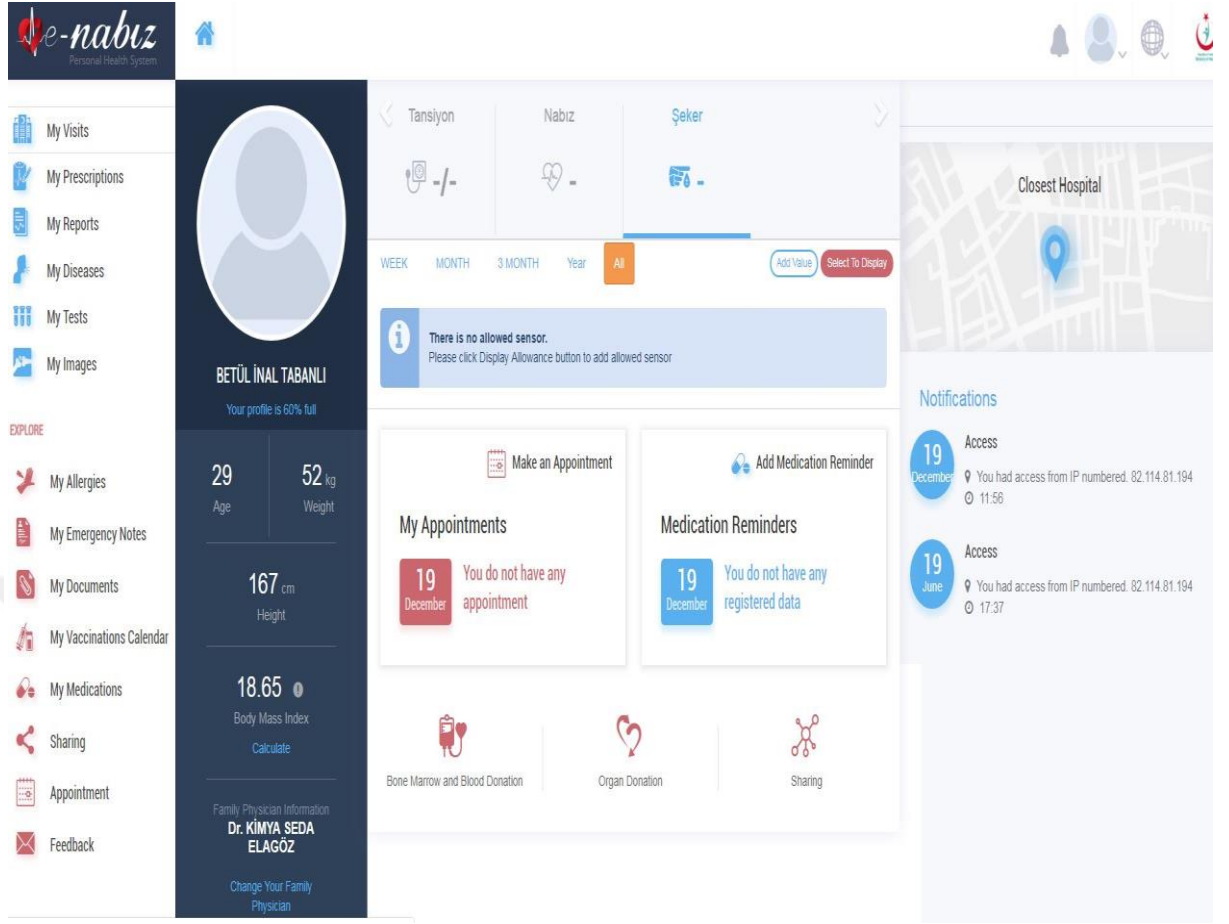 e-nabız
Personal Health System
My Visits
My Prescriptions
My Reports
My Diseases
My Tests
My Images
EXPLORE
My Allergies
My Emergency Notes
My Documents
My Vaccinations Calendar
My Medications
Sharing
Appointment
Feedback
BETÜL İNAL TABANLI
Your profile is 60% full
29
Age
52 kg
Weight
167 cm
Height
18.65
Body Mass Index
Calculate
Family Physician Information
Dr. KİMYA SEDA
ELAGÖZ
Change Your Family
Physician
Tansiyon
-/-
Nabız
-
Şeker
-
WEEK MONTH 3 MONTH Year All
Add Value
Select To Display
There is no allowed sensor.
Please click Display Allowance button to add allowed sensor
Make an Appointment
My Appointments
19
December
You do not have any
appointment
Add Medication Reminder
Medication Reminders
19
December
You do not have any
registered data
Bone Marrow and Blood Donation
Organ Donation
Sharing
Closest Hospital
Notifications
19
December
Access
You had access from IP numbered. 82.114.81.194
11:56
19
June
Access
You had access from IP numbered. 82.114.81.194
17:37